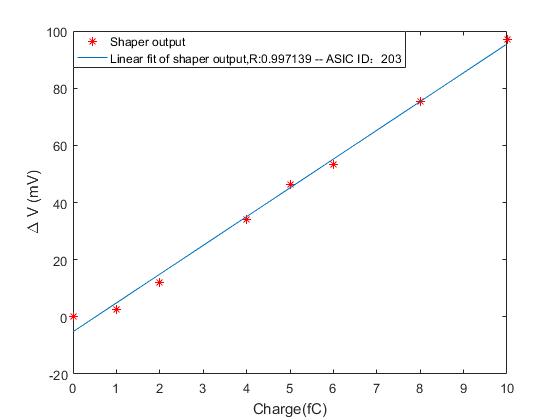 100
Shaper output
Linear fit of shaper output,R:0.997139 -- ASIC ID：203
80
60
40
20
0
-20
Δ V (mV)
0 1 2 3 4 5 6 7 8 9 10
Charge(fC)